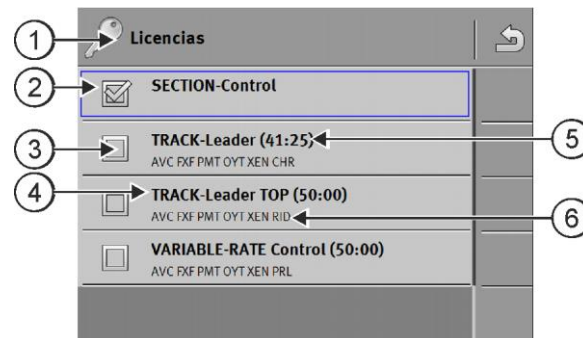 1
Licencias
2
SECTION-Control
3
TRACK-Leader (41:25)
5
AVC FXF PMT OYT XEN CHR
4
TRACK-Leader TOP (50:00)
AVC FXF PMT OYT XEN RID
6
VARIABLE-RATE Control (50:00)
AVC FXF PMT OYT XEN PRL